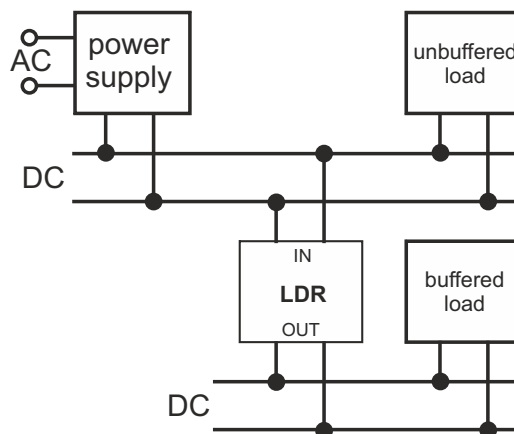 AC
power
supply
unbuffered
load
DC
IN
LDR
OUT
buffered
load
DC